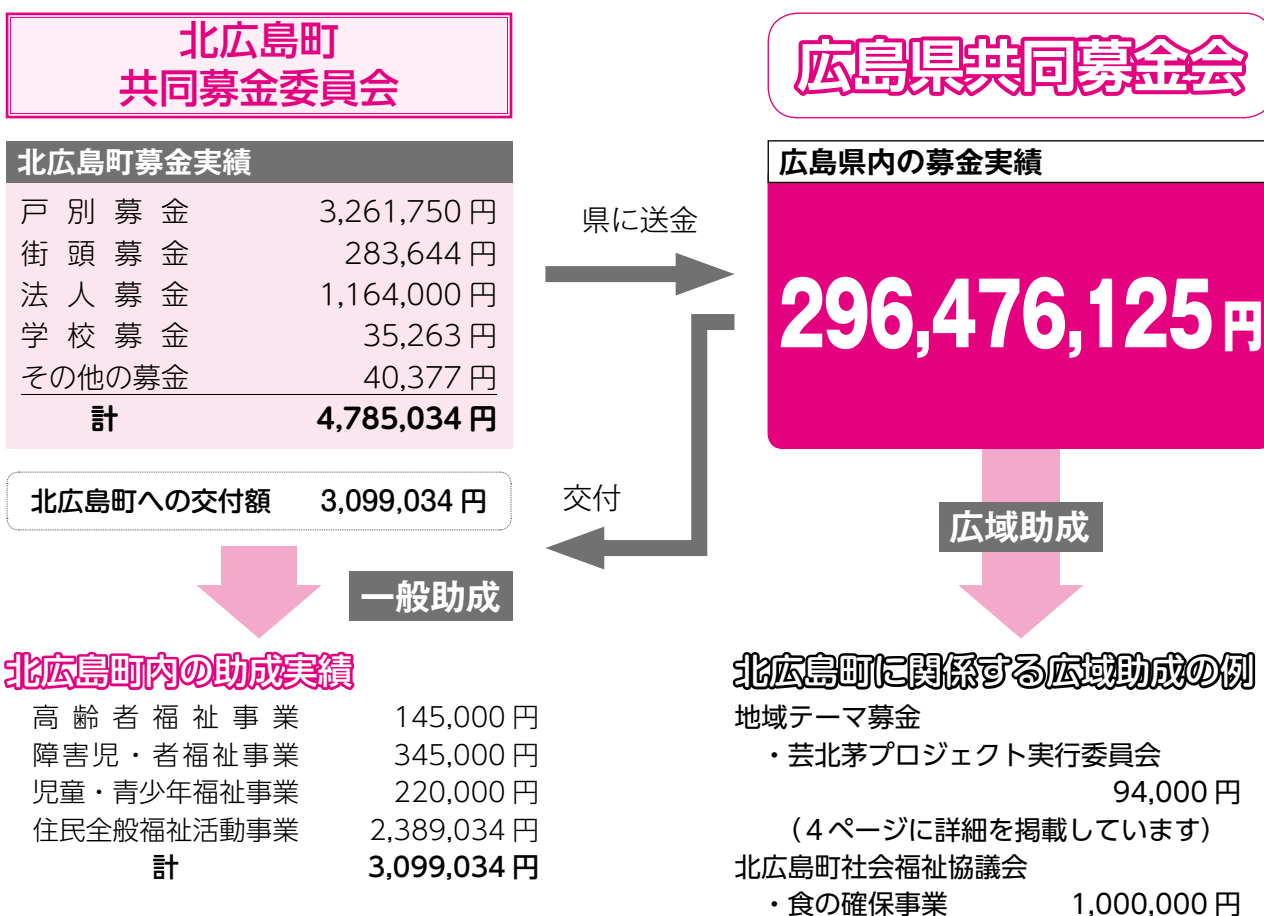 北広島町
共同募金委員会
北広島町募金実績
戸別募金 3,261,750円
街頭募金 283,644円
法人募金 1,164,000円
学校募金 35,263円
その他の募金 40,377円
計 4,785,034円
北広島町への交付額 3,099,034円
一般助成
北広島町内の助成実績
高齢者福祉事業 145,000円
障害児・者福祉事業 345,000円
児童・青少年福祉事業 220,000円
住民全般福祉活動事業 2,389,034円
計 3,099,034円
県に送金
交付
広島県共同募金会
広島県内の募金実績
296,476,125円
広域助成
北広島町に関係する広域助成の例
地域テーマ募金
・芸北茅プロジェクト実行委員会
94,000円
（4ページに詳細を掲載しています）
北広島町社会福祉協議会
・食の確保事業 1,000,000円